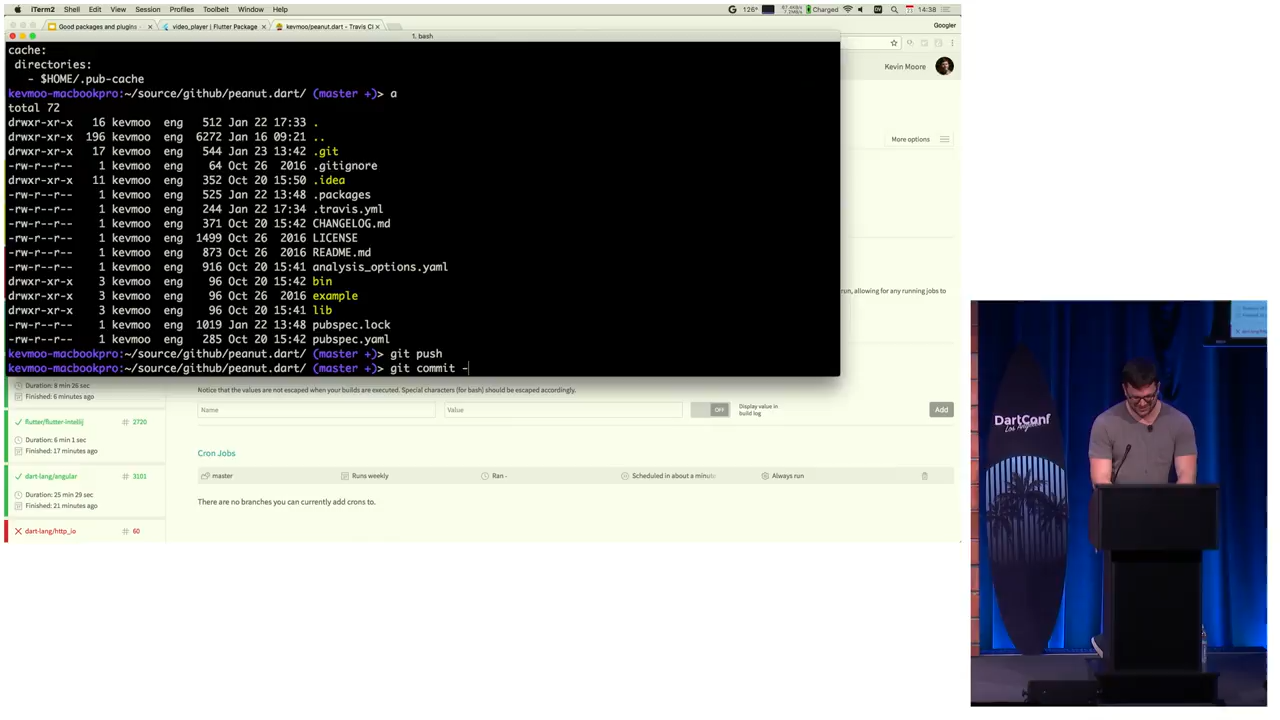 iTerm2 Shell Edit View Session Profiles Toolbelt Window Help
126° Charged 14:38
Good packages and plugins - × video_player | Flutter Package × kevmoo/peanut.dart - Travis CI ×
Googler
1. bash
cache:
directories:
- $HOME/.pub-cache
kevmoo-macbookpro:~/source/github/peanut.dart/ (master +)> a
total 72
drwxr-xr-x 16 kevmoo eng 512 Jan 22 17:33 .
drwxr-xr-x 196 kevmoo eng 6272 Jan 16 09:21 ..
drwxr-xr-x 17 kevmoo eng 544 Jan 23 13:42 .git
-rw-r--r-- 1 kevmoo eng 64 Oct 26 2016 .gitignore
drwxr-xr-x 11 kevmoo eng 352 Oct 20 15:50 .idea
-rw-r--r-- 1 kevmoo eng 525 Jan 22 13:48 .packages
-rw-r--r-- 1 kevmoo eng 244 Jan 22 17:34 .travis.yml
-rw-r--r-- 1 kevmoo eng 371 Oct 20 15:42 CHANGELOG.md
-rw-r--r-- 1 kevmoo eng 1499 Oct 26 2016 LICENSE
-rw-r--r-- 1 kevmoo eng 873 Oct 26 2016 README.md
-rw-r--r-- 1 kevmoo eng 916 Oct 20 15:41 analysis_options.yaml
drwxr-xr-x 3 kevmoo eng 96 Oct 20 15:42 bin
drwxr-xr-x 3 kevmoo eng 96 Oct 26 2016 example
drwxr-xr-x 3 kevmoo eng 96 Oct 20 15:41 lib
-rw-r--r-- 1 kevmoo eng 1019 Jan 22 13:48 pubspec.lock
-rw-r--r-- 1 kevmoo eng 285 Oct 20 15:42 pubspec.yaml
kevmoo-macbookpro:~/source/github/peanut.dart/ (master +)> git push
kevmoo-macbookpro:~/source/github/peanut.dart/ (master +)> git commit -
Kevin Moore
More options
run, allowing for any running jobs to
Duration: 8 min 26 sec
Finished: 6 minutes ago
flutter/flutter-intellij # 2720
Duration: 6 min 1 sec
Finished: 17 minutes ago
dart-lang/angular # 3101
Duration: 25 min 29 sec
Finished: 21 minutes ago
dart-lang/http_io # 60
Notice that the values are not escaped when your builds are executed. Special characters (for bash) should be escaped accordingly.
Name Value OFF Display value in
build log
Add
Cron Jobs
master Runs weekly Ran - Scheduled in about a minute Always run
There are no branches you can currently add crons to.
DartConf
Los Angeles